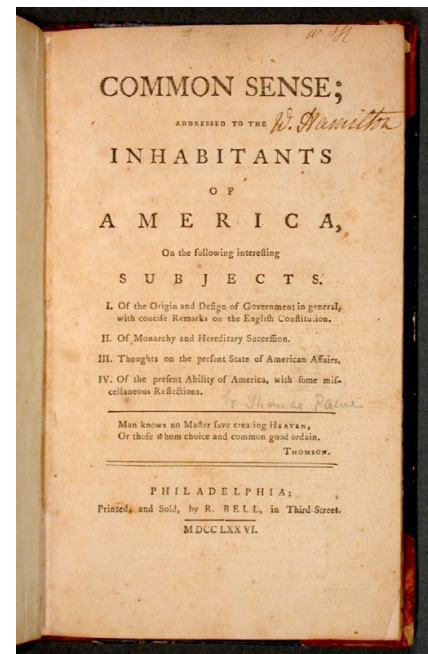 COMMON SENSE;
ADDRESSED TO THE
W. Hamilton
INHABITANTS
OF
AMERICA,
On the following intereſting
SUBJECTS.
I. Of the Origin and Deſign of Government in general,
with conciſe Remarks on the Engliſh Conſtitution.
II. Of Monarchy and Hereditary Succeſſion.
III. Thoughts on the preſent State of American Affairs.
IV. Of the preſent Ability of America, with ſome miſ-
cellaneous Reflections.
by Thomas Paine
Man knows no Maſter ſave creating HEAVEN,
Or thoſe whom choice and common good ordain.
THOMSON.
PHILADELPHIA;
Printed, and Sold, by R. BELL, in Third-Street.
MDCCLXXVI.